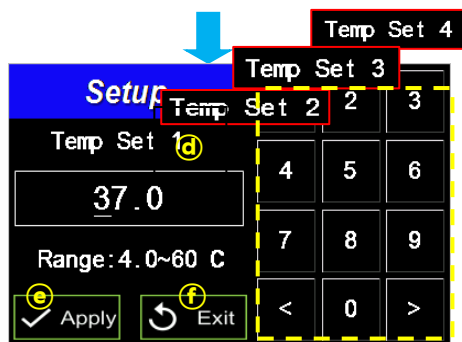 Temp Set 4
Temp Set 3
Setup
Temp Set 2
2 3
Temp Set 1
d
4 5 6
37.0
7 8 9
Range:4.0~60 C
e
f
Apply
Exit
< 0 >